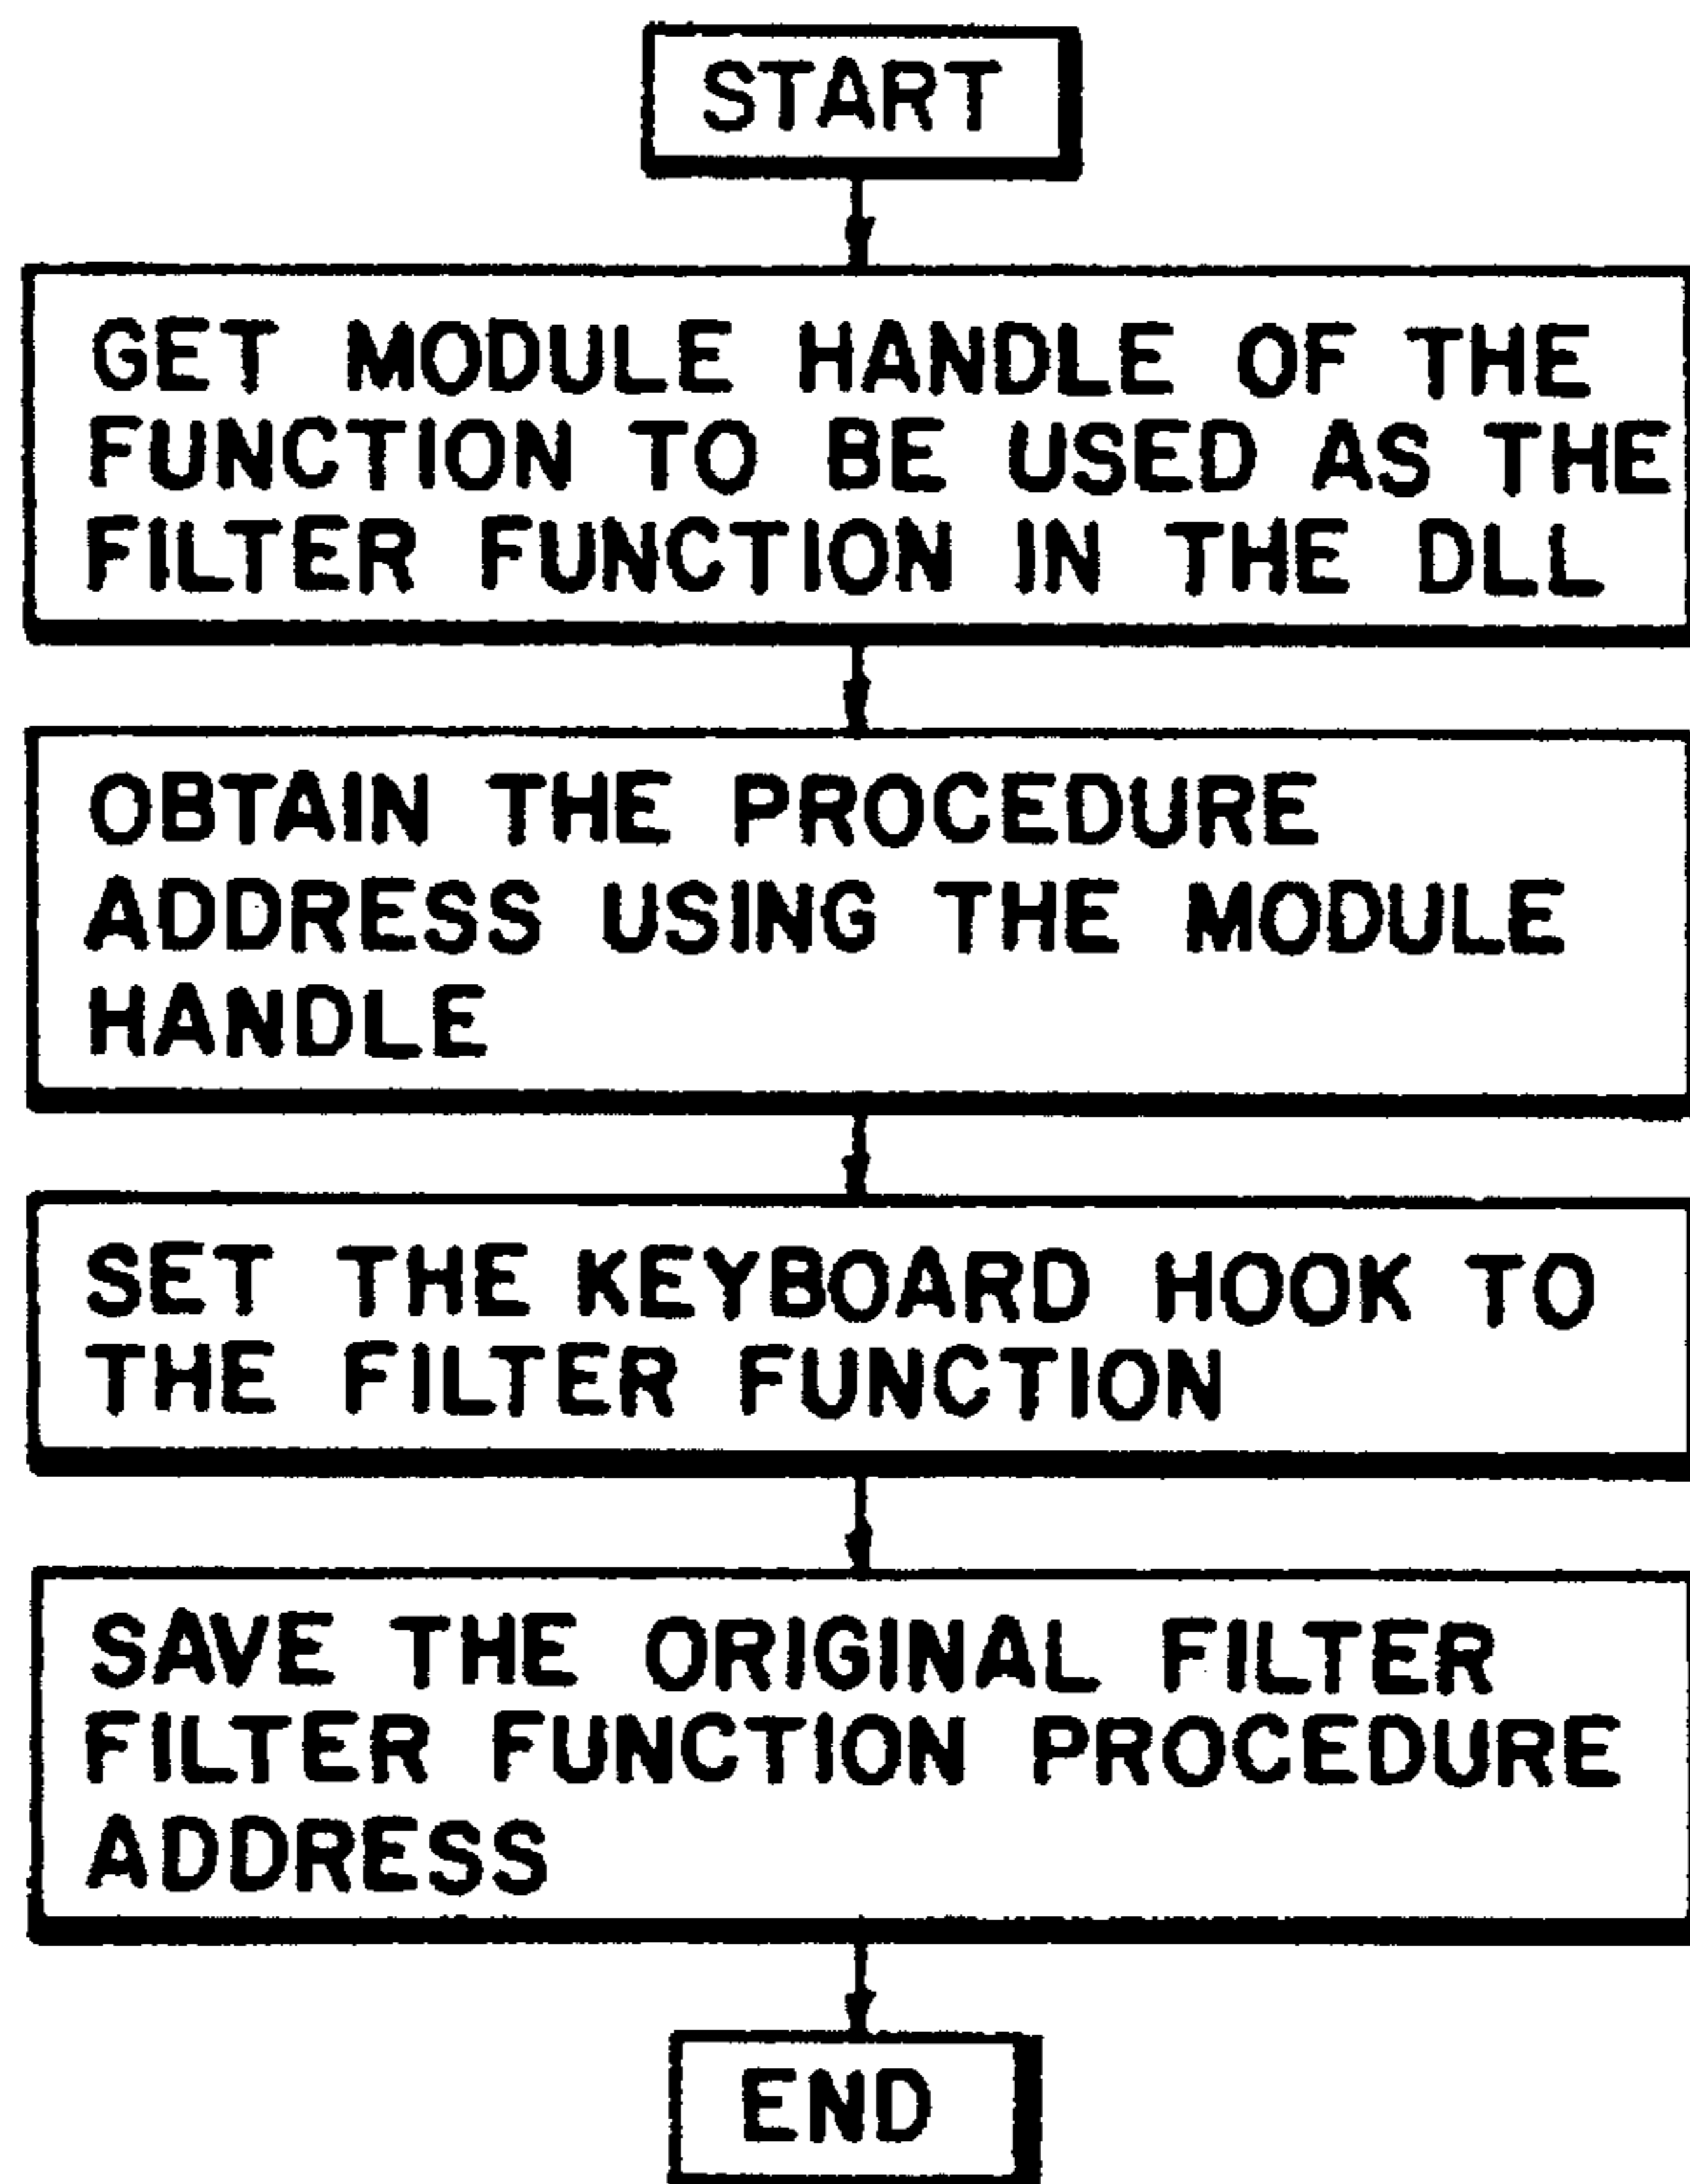 START
GET MODULE HANDLE OF THE
FUNCTION TO BE USED AS THE
FILTER FUNCTION IN THE DLL
OBTAIN THE PROCEDURE
ADDRESS USING THE MODULE
HANDLE
SET THE KEYBOARD HOOK TO
THE FILTER FUNCTION
SAVE THE ORIGINAL FILTER
FILTER FUNCTION PROCEDURE
ADDRESS
END